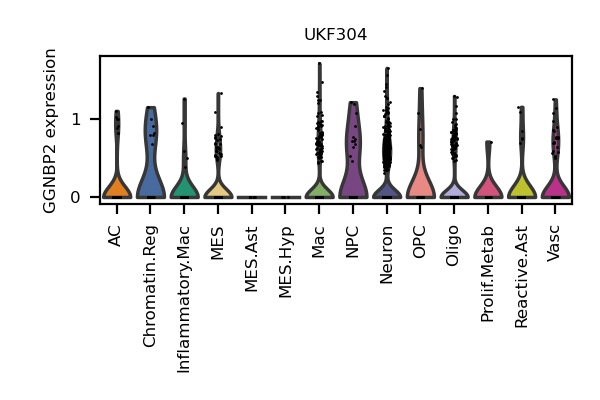 UKF304
GGNBP2 expression
1
0
AC
Chromatin.Reg
Inflammatory.Mac
MES
MES.Ast
MES.Hyp
Mac
NPC
Neuron
OPC
Oligo
Prolif.Metab
Reactive.Ast
Vasc